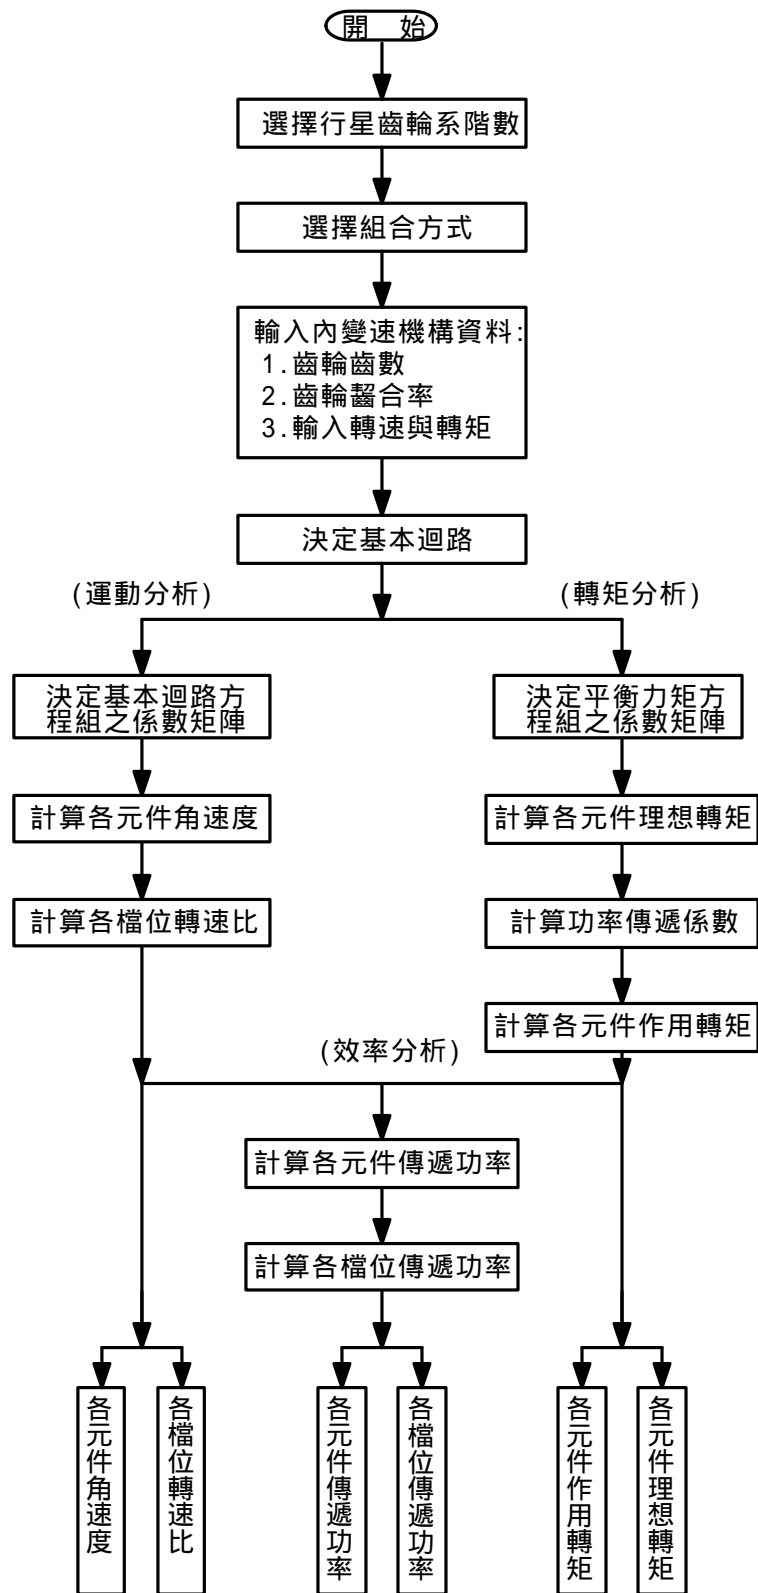 開 始
選擇行星齒輪系階數
選擇組合方式
輸入內變速機構資料:
1.齒輪齒數
2.齒輪齧合率
3.輸入轉速與轉矩
決定基本迴路
(運動分析)
(轉矩分析)
決定基本迴路方
程組之係數矩陣
決定平衡力矩方
程組之係數矩陣
計算各元件角速度
計算各元件理想轉矩
計算各檔位轉速比
計算功率傳遞係數
計算各元件作用轉矩
(效率分析)
計算各元件傳遞功率
計算各檔位傳遞功率
各元件角速度
各檔位轉速比
各元件傳遞功率
各檔位傳遞功率
各元件作用轉矩
各元件理想轉矩